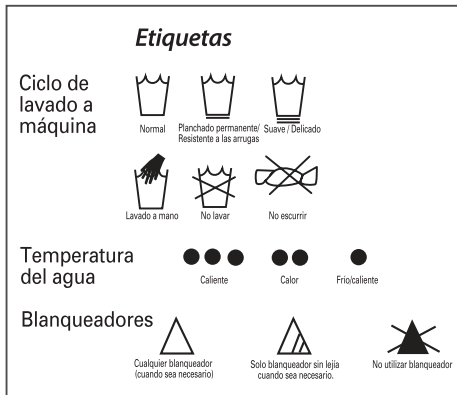 Etiquetas
Ciclo de
lavado a
máquina
Normal
Planchado permanente/
Resistente a las arrugas
Suave / Delicado
Lavado a mano
No lavar
No escurrir
Temperatura
del agua
Caliente
Calor
Frío/caliente
Blanqueadores
Cualquier blanqueador
(cuando sea necesario)
Solo blanqueador sin lejía
cuando sea necesario.
No utilizar blanqueador